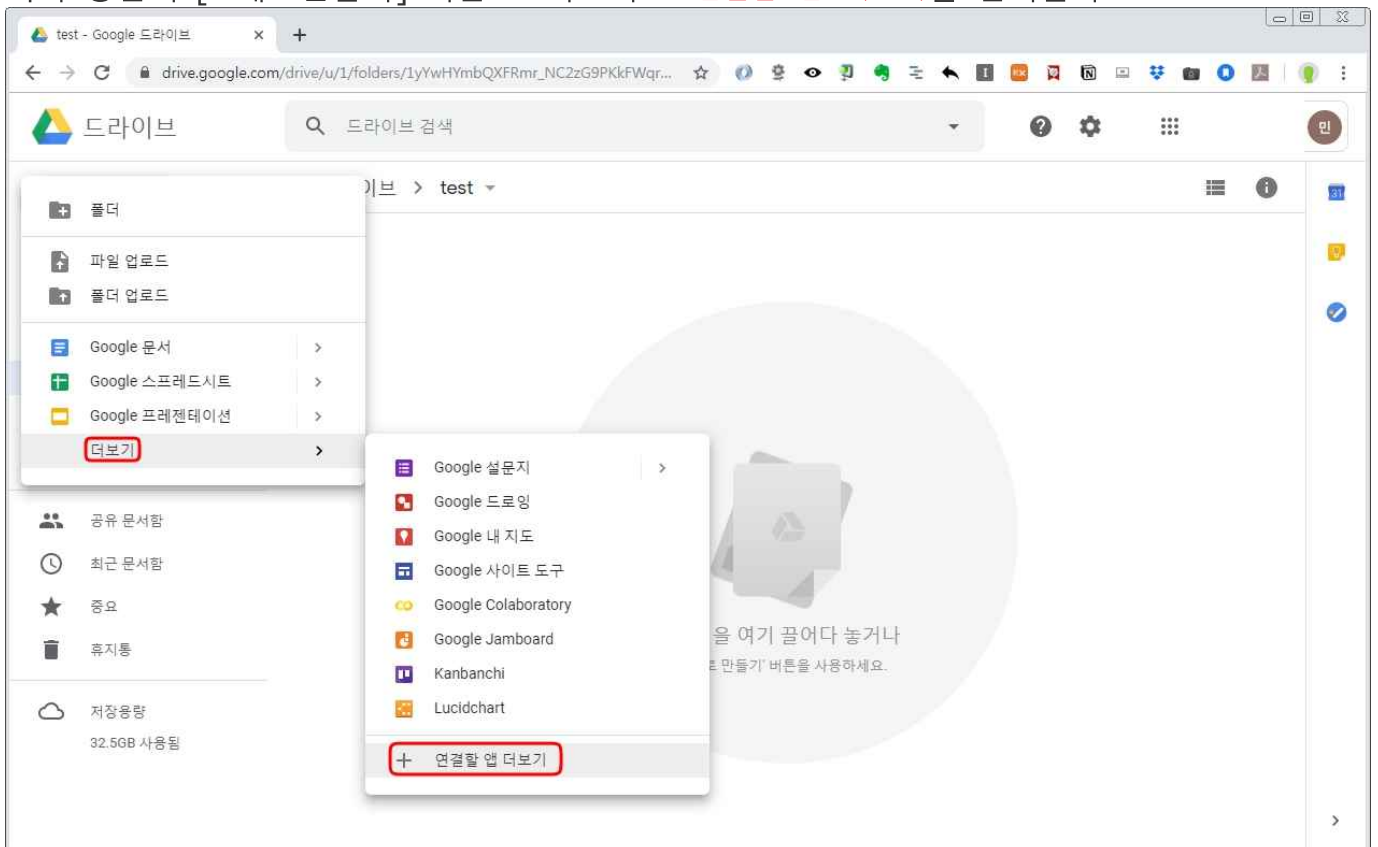 test - Google 드라이브
drive.google.com/drive/u/1/folders/1yYwHYmbQXFRmr_NC2zG9PKkFWqr...
드라이브
드라이브 검색
민
이브 > test
31
폴더
파일 업로드
폴더 업로드
Google 문서
Google 스프레드시트
Google 프레젠테이션
더보기
Google 설문지
Google 드로잉
Google 내 지도
Google 사이트 도구
Google Colaboratory
Google Jamboard
Kanbanchi
Lucidchart
연결할 앱 더보기
공유 문서함
최근 문서함
중요
휴지통
저장용량
32.5GB 사용됨
을 여기 끌어다 놓거나
로 만들기' 버튼을 사용하세요.